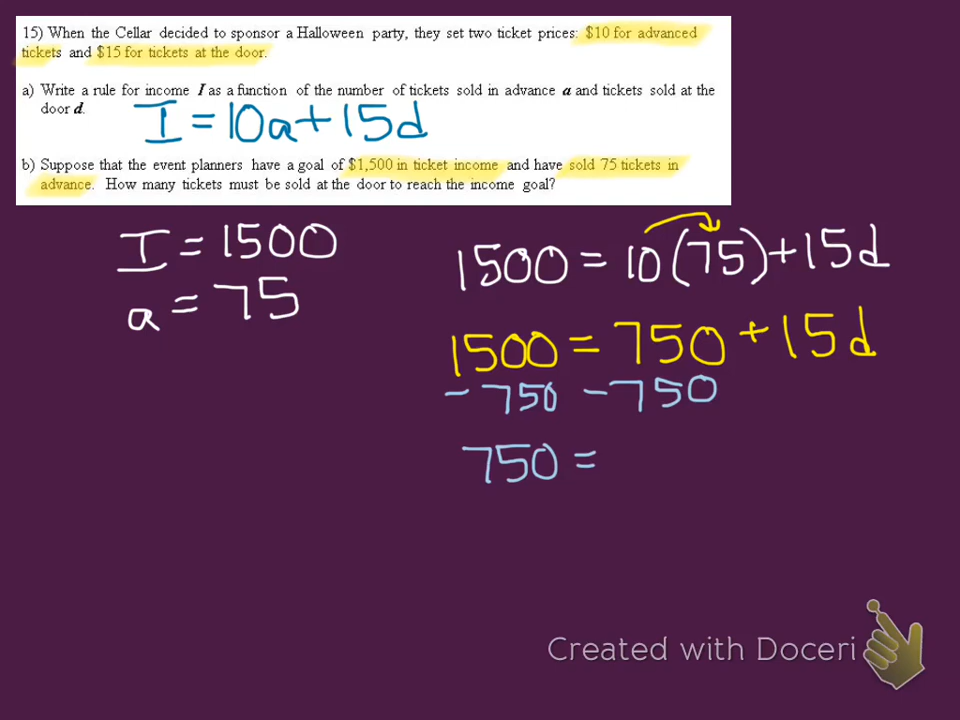 15) When the Cellar decided to sponsor a Halloween party, they set two ticket prices: $10 for advanced
tickets and $15 for tickets at the door.
a) Write a rule for income I as a function of the number of tickets sold in advance a and tickets sold at the
door d.
I = 10a + 15d
b) Suppose that the event planners have a goal of $1,500 in ticket income and have sold 75 tickets in
advance. How many tickets must be sold at the door to reach the income goal?
I = 1500
a = 75
1500 = 10(75) + 15d
1500 = 750 + 15d
- 750 - 750
750 =
Created with Doceri